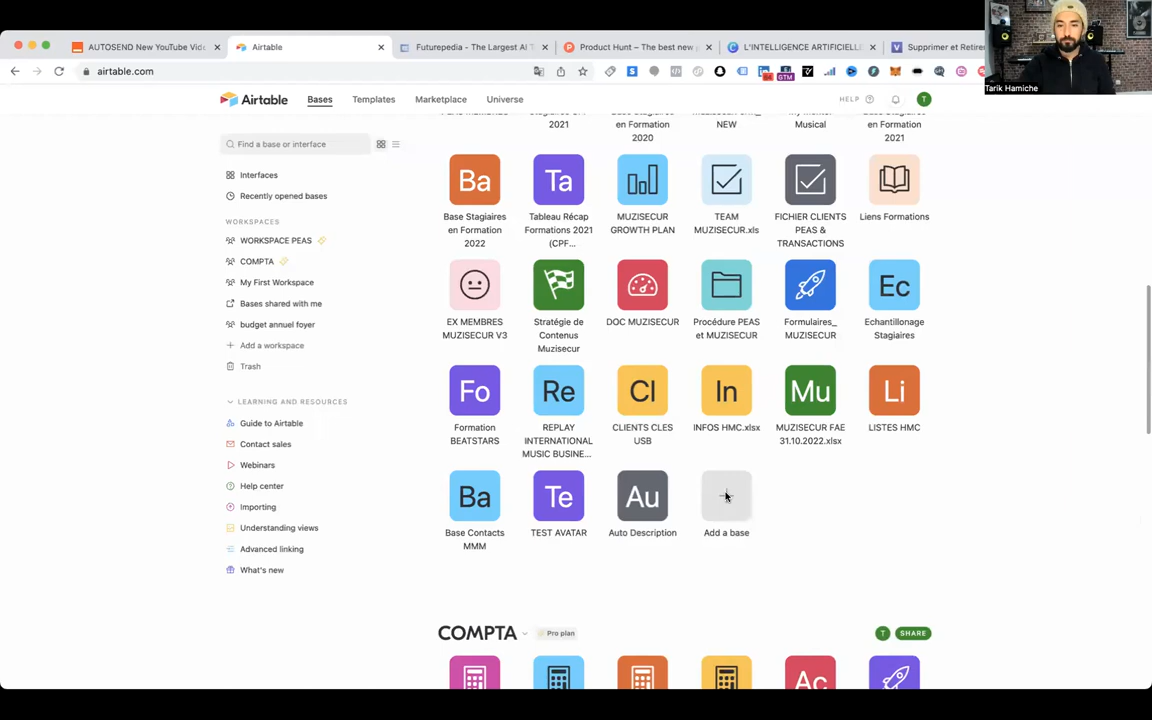 AUTOSEND New YouTube Vide
Airtable
Futurepedia - The Largest AI T
Product Hunt – The best new
L'INTELLIGENCE ARTIFICIELLE
Supprimer et Retire
airtable.com
Tarik Hamiche
Airtable
Bases
Templates
Marketplace
Universe
HELP
T
Find a base or interface
Interfaces
Recently opened bases
WORKSPACES
WORKSPACE PEAS
COMPTA
My First Workspace
Bases shared with me
budget annuel foyer
Add a workspace
Trash
LEARNING AND RESOURCES
Guide to Airtable
Contact sales
Webinars
Help center
Importing
Understanding views
Advanced linking
What's new
2021
en Formation
2020
NEW
Musical
en Formation
2021
Ba
Base Stagiaires
en Formation
2022
Ta
Tableau Récap
Formations 2021
(CPF...
MUZISECUR
GROWTH PLAN
TEAM
MUZISECUR.xls
FICHIER CLIENTS
PEAS &
TRANSACTIONS
Liens Formations
EX MEMBRES
MUZISECUR V3
Stratégie de
Contenus
Muzisecur
DOC MUZISECUR
Procédure PEAS
et MUZISECUR
Formulaires_
MUZISECUR
Ec
Echantillonage
Stagiaires
Fo
Formation
BEATSTARS
Re
REPLAY
INTERNATIONAL
MUSIC BUSINE...
Cl
CLIENTS CLES
USB
In
INFOS HMC.xlsx
Mu
MUZISECUR FAE
31.10.2022.xlsx
Li
LISTES HMC
Ba
Base Contacts
MMM
Te
TEST AVATAR
Au
Auto Description
Add a base
COMPTA
Pro plan
T
SHARE
Ac